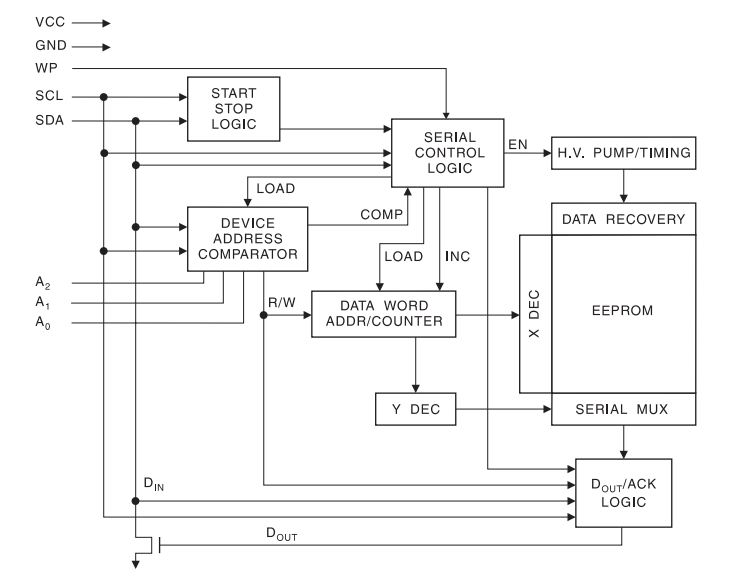 VCC
GND
WP
SCL
SDA
START
STOP
LOGIC
SERIAL
CONTROL
LOGIC
EN
H.V. PUMP/TIMING
LOAD
COMP
DEVICE
ADDRESS
COMPARATOR
DATA RECOVERY
LOAD
INC
A2
A1
A0
R/W
DATA WORD
ADDR/COUNTER
X DEC
EEPROM
Y DEC
SERIAL MUX
DIN
DOUT/ACK
LOGIC
DOUT